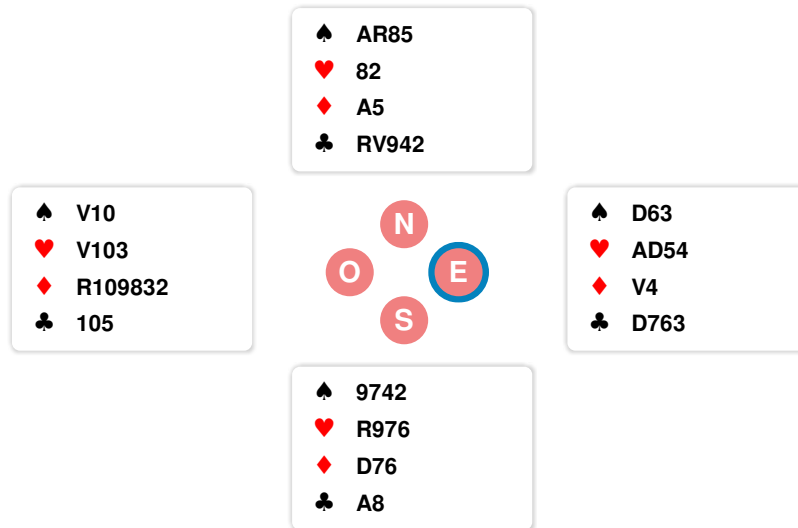 ♠ AR85
♥ 82
♦ A5
♣ RV942
♠ V10
♥ V103
♦ R109832
♣ 105
N
O
E
S
♠ D63
♥ AD54
♦ V4
♣ D763
♠ 9742
♥ R976
♦ D76
♣ A8